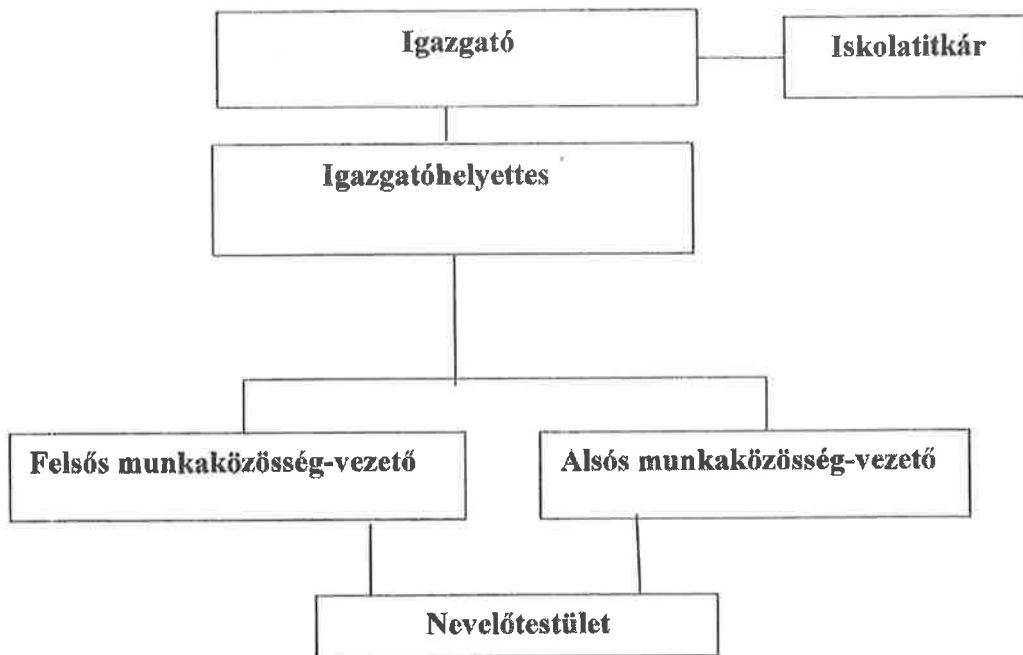 Igazgató
Iskolatitkár
Igazgatóhelyettes
Felsős munkaközösség-vezető
Alsós munkaközösség-vezető
Nevelőtestület